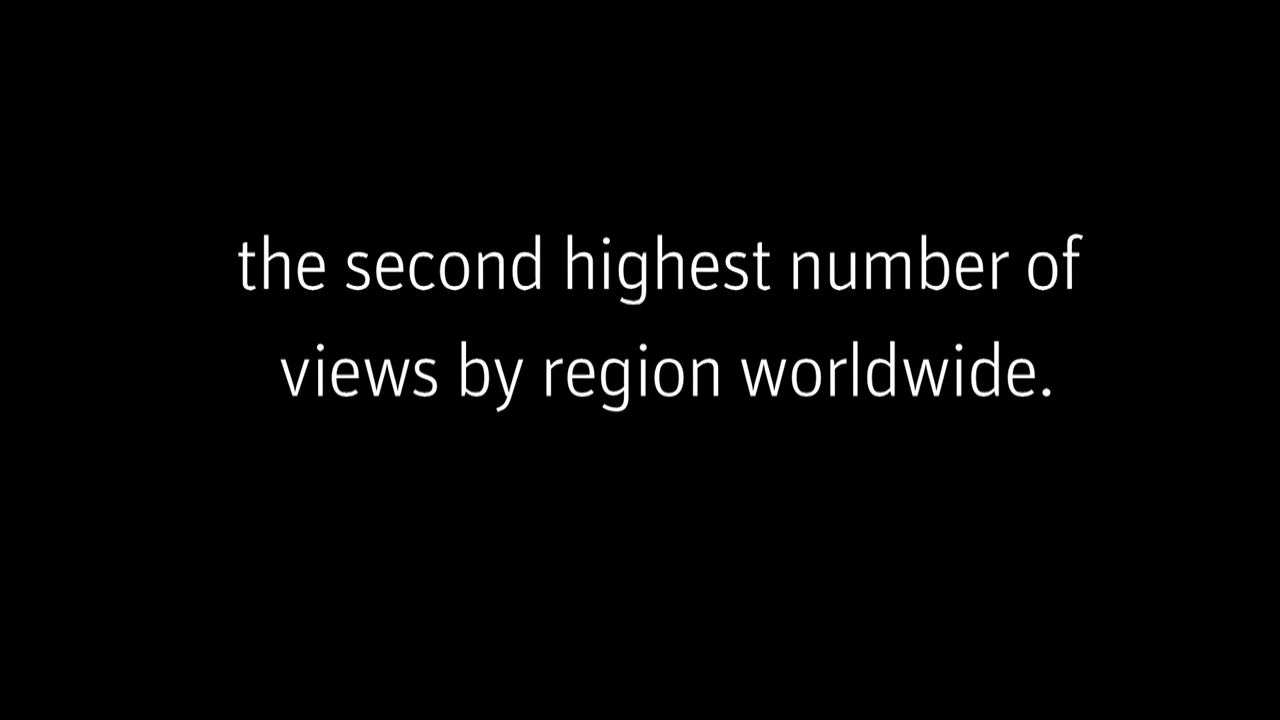 the second highest number of
views by region worldwide.